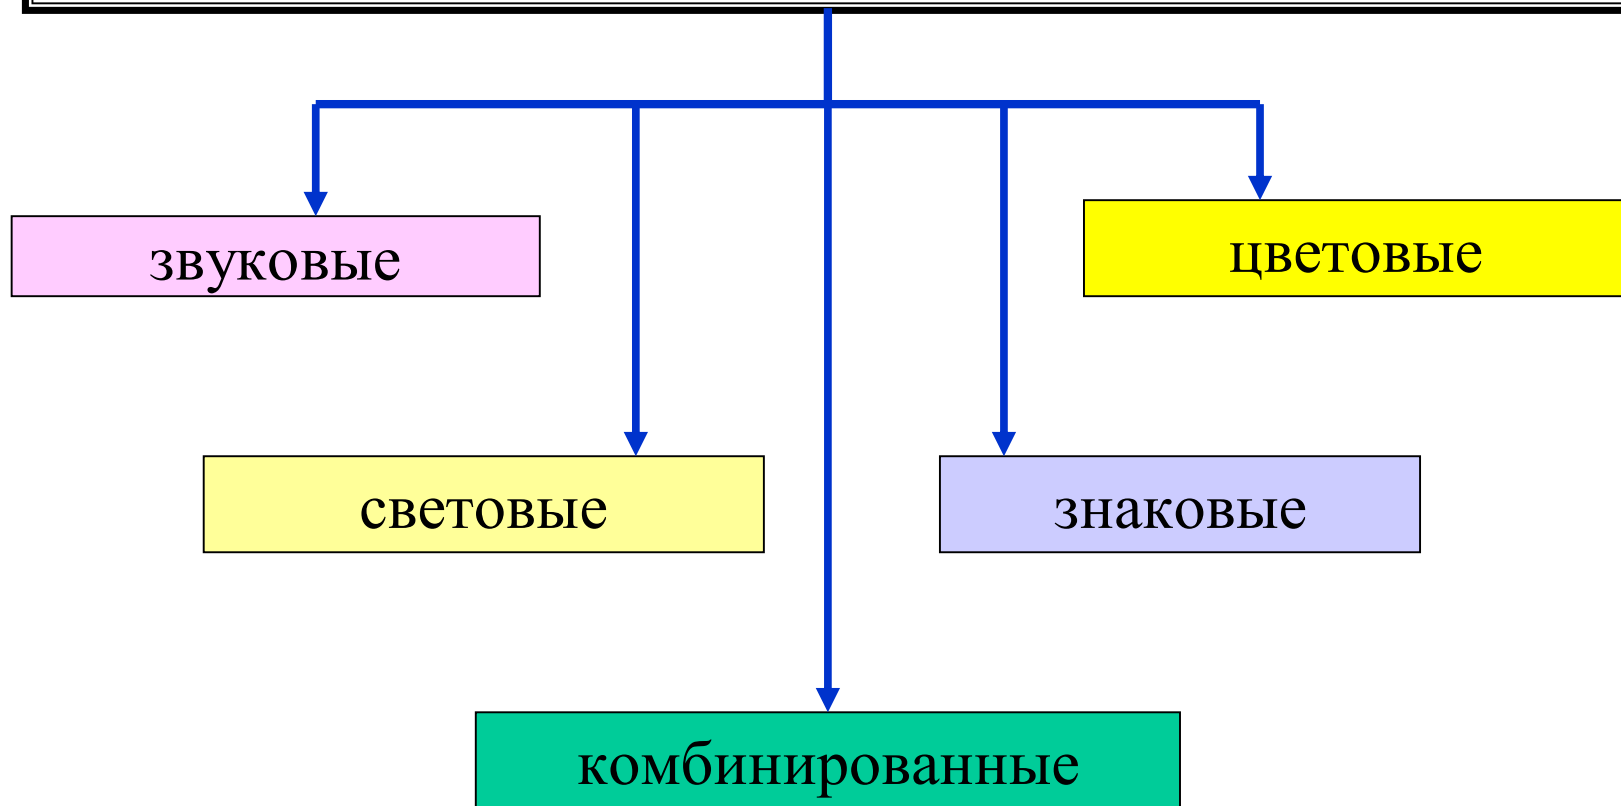 звуковые
цветовые
световые
знаковые
комбинированные